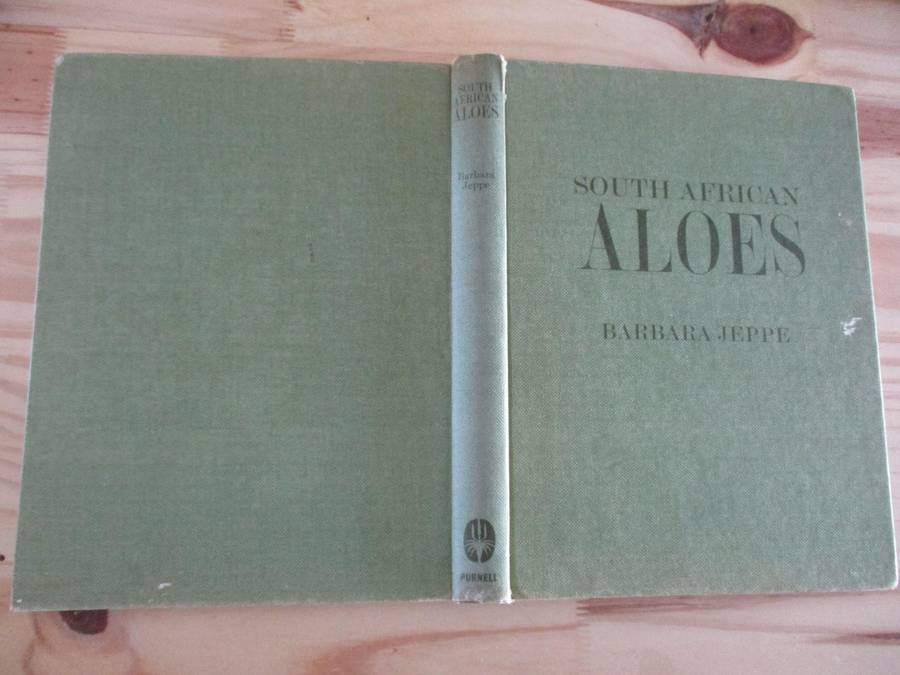 SOUTH
AFRICAN
ALOES
Barbara
Jeppe
PURNELL
SOUTH AFRICAN
ALOES
BARBARA JEPPE